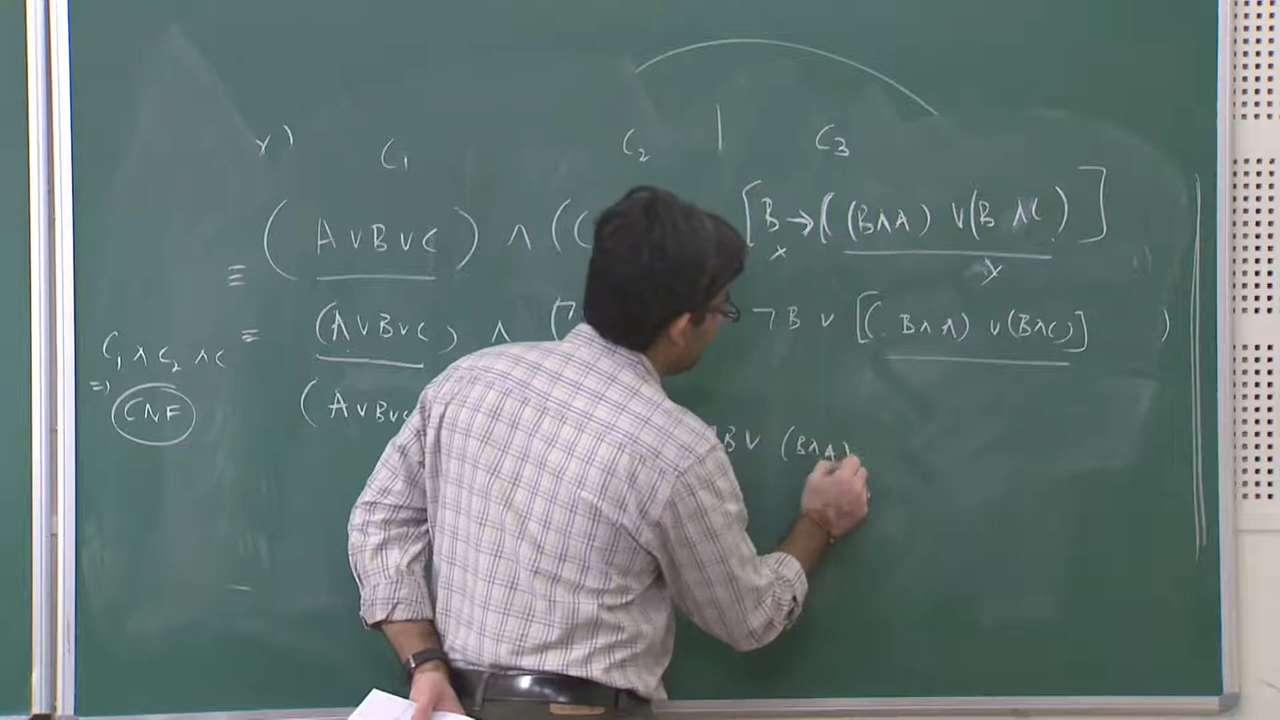 C₁ C₂ | C₃
( A ∨ B ∨ C ) ∧ ( ( [ B → ( (B ∧ A) ∨ (B ∧ C ) ]
x y
≡
≡ (A ∨ B ∨ C) ∧ ( ¬ ¬ B ∨ [( B ∧ A) ∨ (B ∧ C)] )
C₁ ∧ C₂ ∧ C
⇒ CNF
( A ∨ B ∨ C B ∨ (B ∧ A)